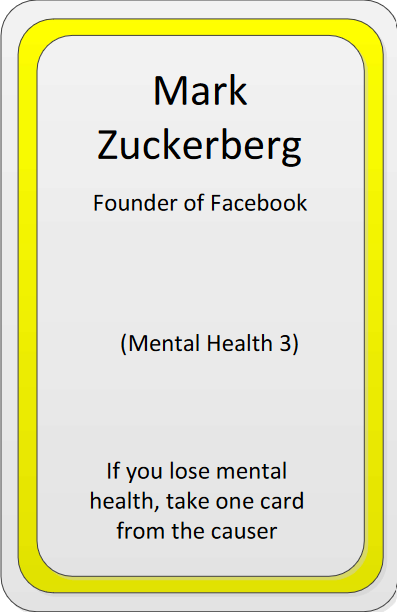 Mark
Zuckerberg
Founder of Facebook
(Mental Health 3)
If you lose mental
health, take one card
from the causer